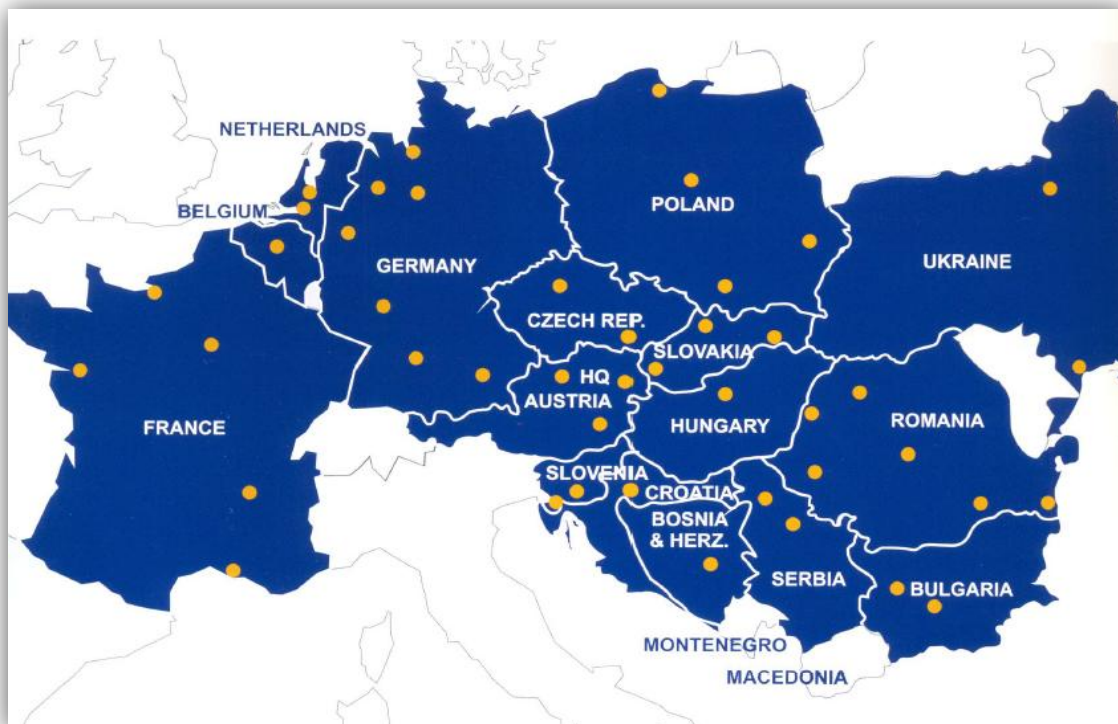 NETHERLANDS
BELGIUM
GERMANY
POLAND
UKRAINE
CZECH REP.
SLOVAKIA
HQ
AUSTRIA
FRANCE
HUNGARY
ROMANIA
SLOVENIA
CROATIA
BOSNIA
& HERZ.
SERBIA
BULGARIA
MONTENEGRO
MACEDONIA